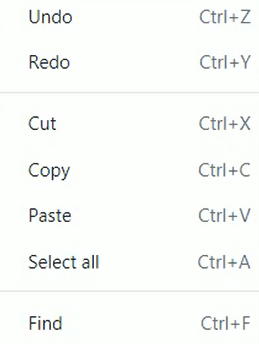 Undo Ctrl+Z
Redo Ctrl+Y
Cut Ctrl+X
Copy Ctrl+C
Paste Ctrl+V
Select all Ctrl+A
Find Ctrl+F